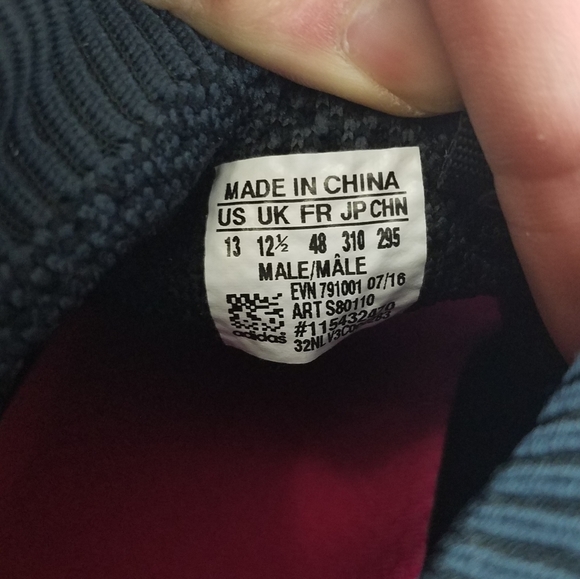 MADE IN CHINA
US UK FR JP CHN
13 12½ 48 310 295
MALE/MÂLE
EVN 791001 07/16
ART S80110
adidas